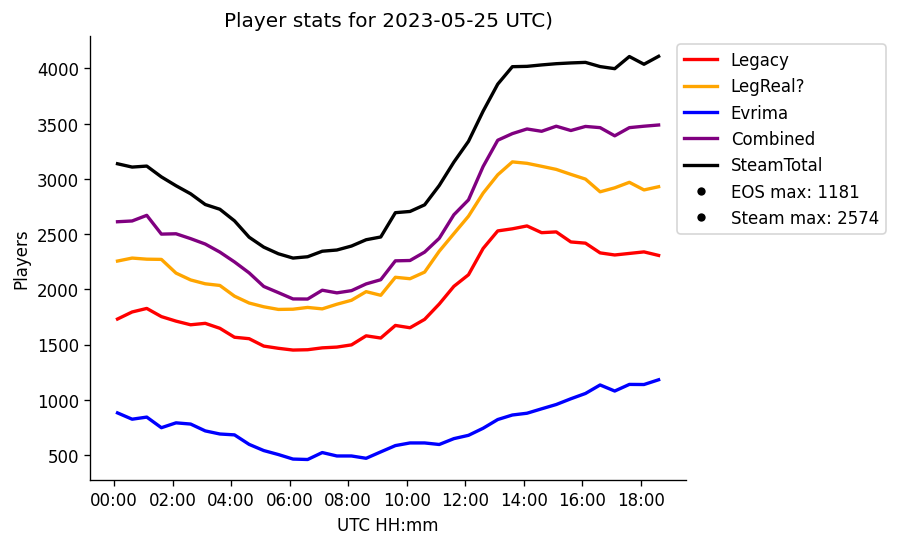 Player stats for 2023-05-25 UTC)
4000
3500
3000
2500
2000
1500
1000
500
Players
00:00 02:00 04:00 06:00 08:00 10:00 12:00 14:00 16:00 18:00
UTC HH:mm
Legacy
LegReal?
Evrima
Combined
SteamTotal
EOS max: 1181
Steam max: 2574